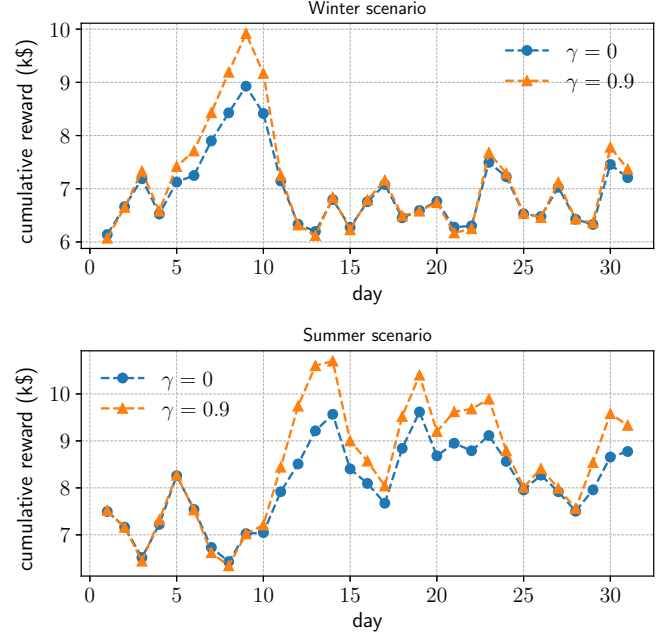 Winter scenario
10
9
8
7
6
cumulative reward (k$)
γ = 0
γ = 0.9
0 5 10 15 20 25 30
day
Summer scenario
10
9
8
7
cumulative reward (k$)
γ = 0
γ = 0.9
0 5 10 15 20 25 30
day